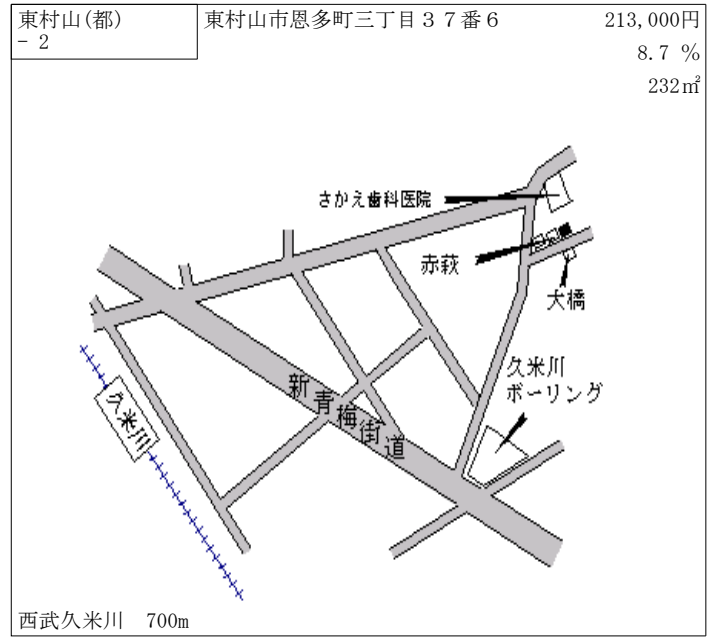 東村山(都)
- 2
東村山市恩多町三丁目３７番６
213,000円
8.7 %
232㎡
さかえ歯科医院
赤萩
大橋
久米川
ボーリング
新青梅街道
久米川
西武久米川　700m